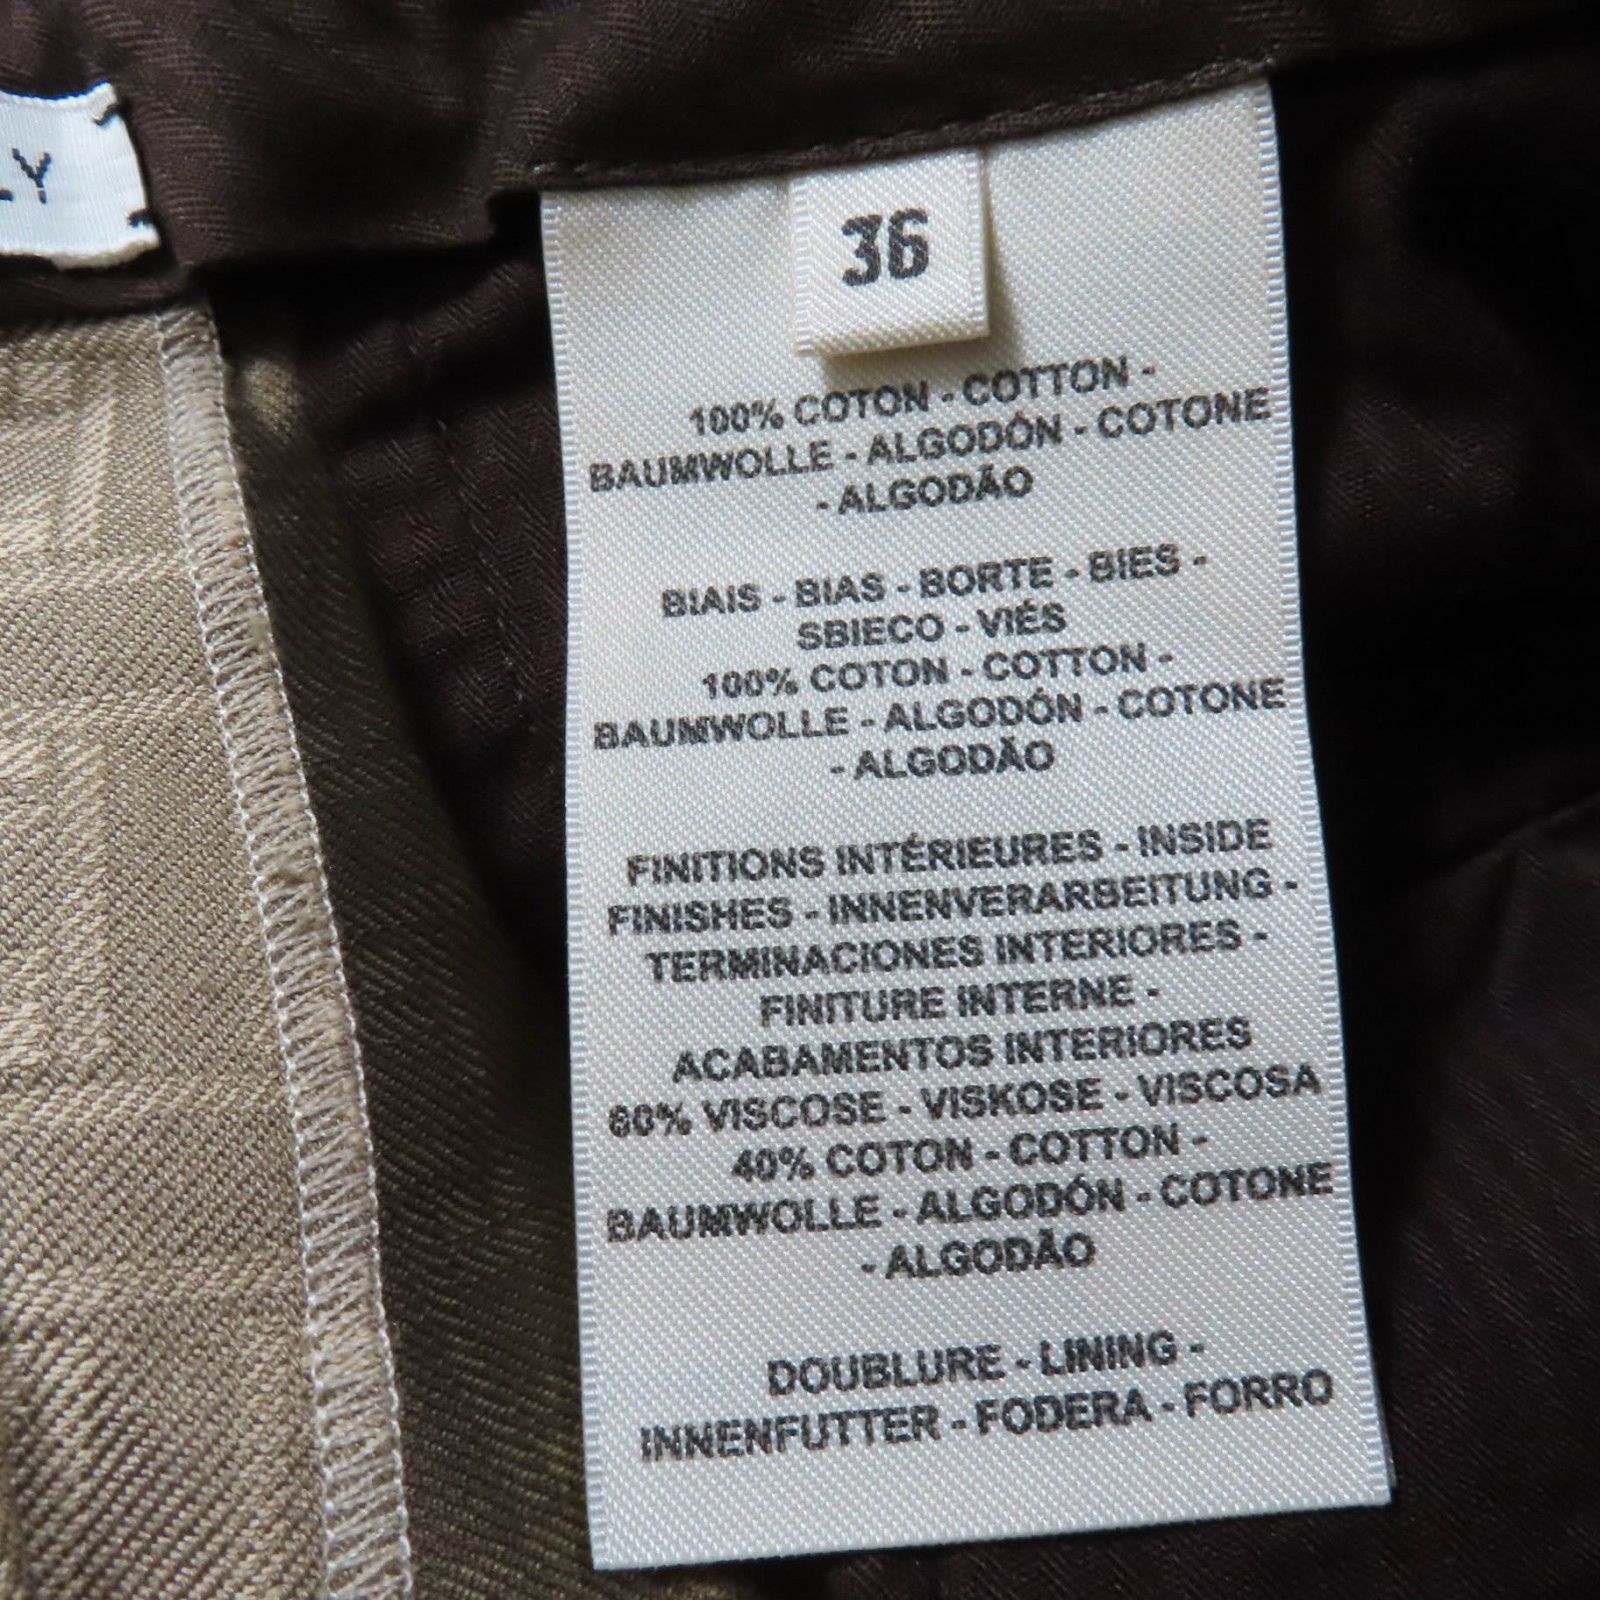 LY
36
100% COTON - COTTON -
BAUMWOLLE - ALGODÓN - COTONE
- ALGODÃO
BIAIS - BIAS - BORTE - BIES -
SBIECO - VIÉS
100% COTON - COTTON -
BAUMWOLLE - ALGODÓN - COTONE
- ALGODÃO
FINITIONS INTÉRIEURES - INSIDE
FINISHES - INNENVERARBEITUNG -
TERMINACIONES INTERIORES -
FINITURE INTERNE -
ACABAMENTOS INTERIORES
60% VISCOSE - VISKOSE - VISCOSA
40% COTON - COTTON -
BAUMWOLLE - ALGODÓN - COTONE
- ALGODÃO
DOUBLURE - LINING -
INNENFUTTER - FODERA - FORRO